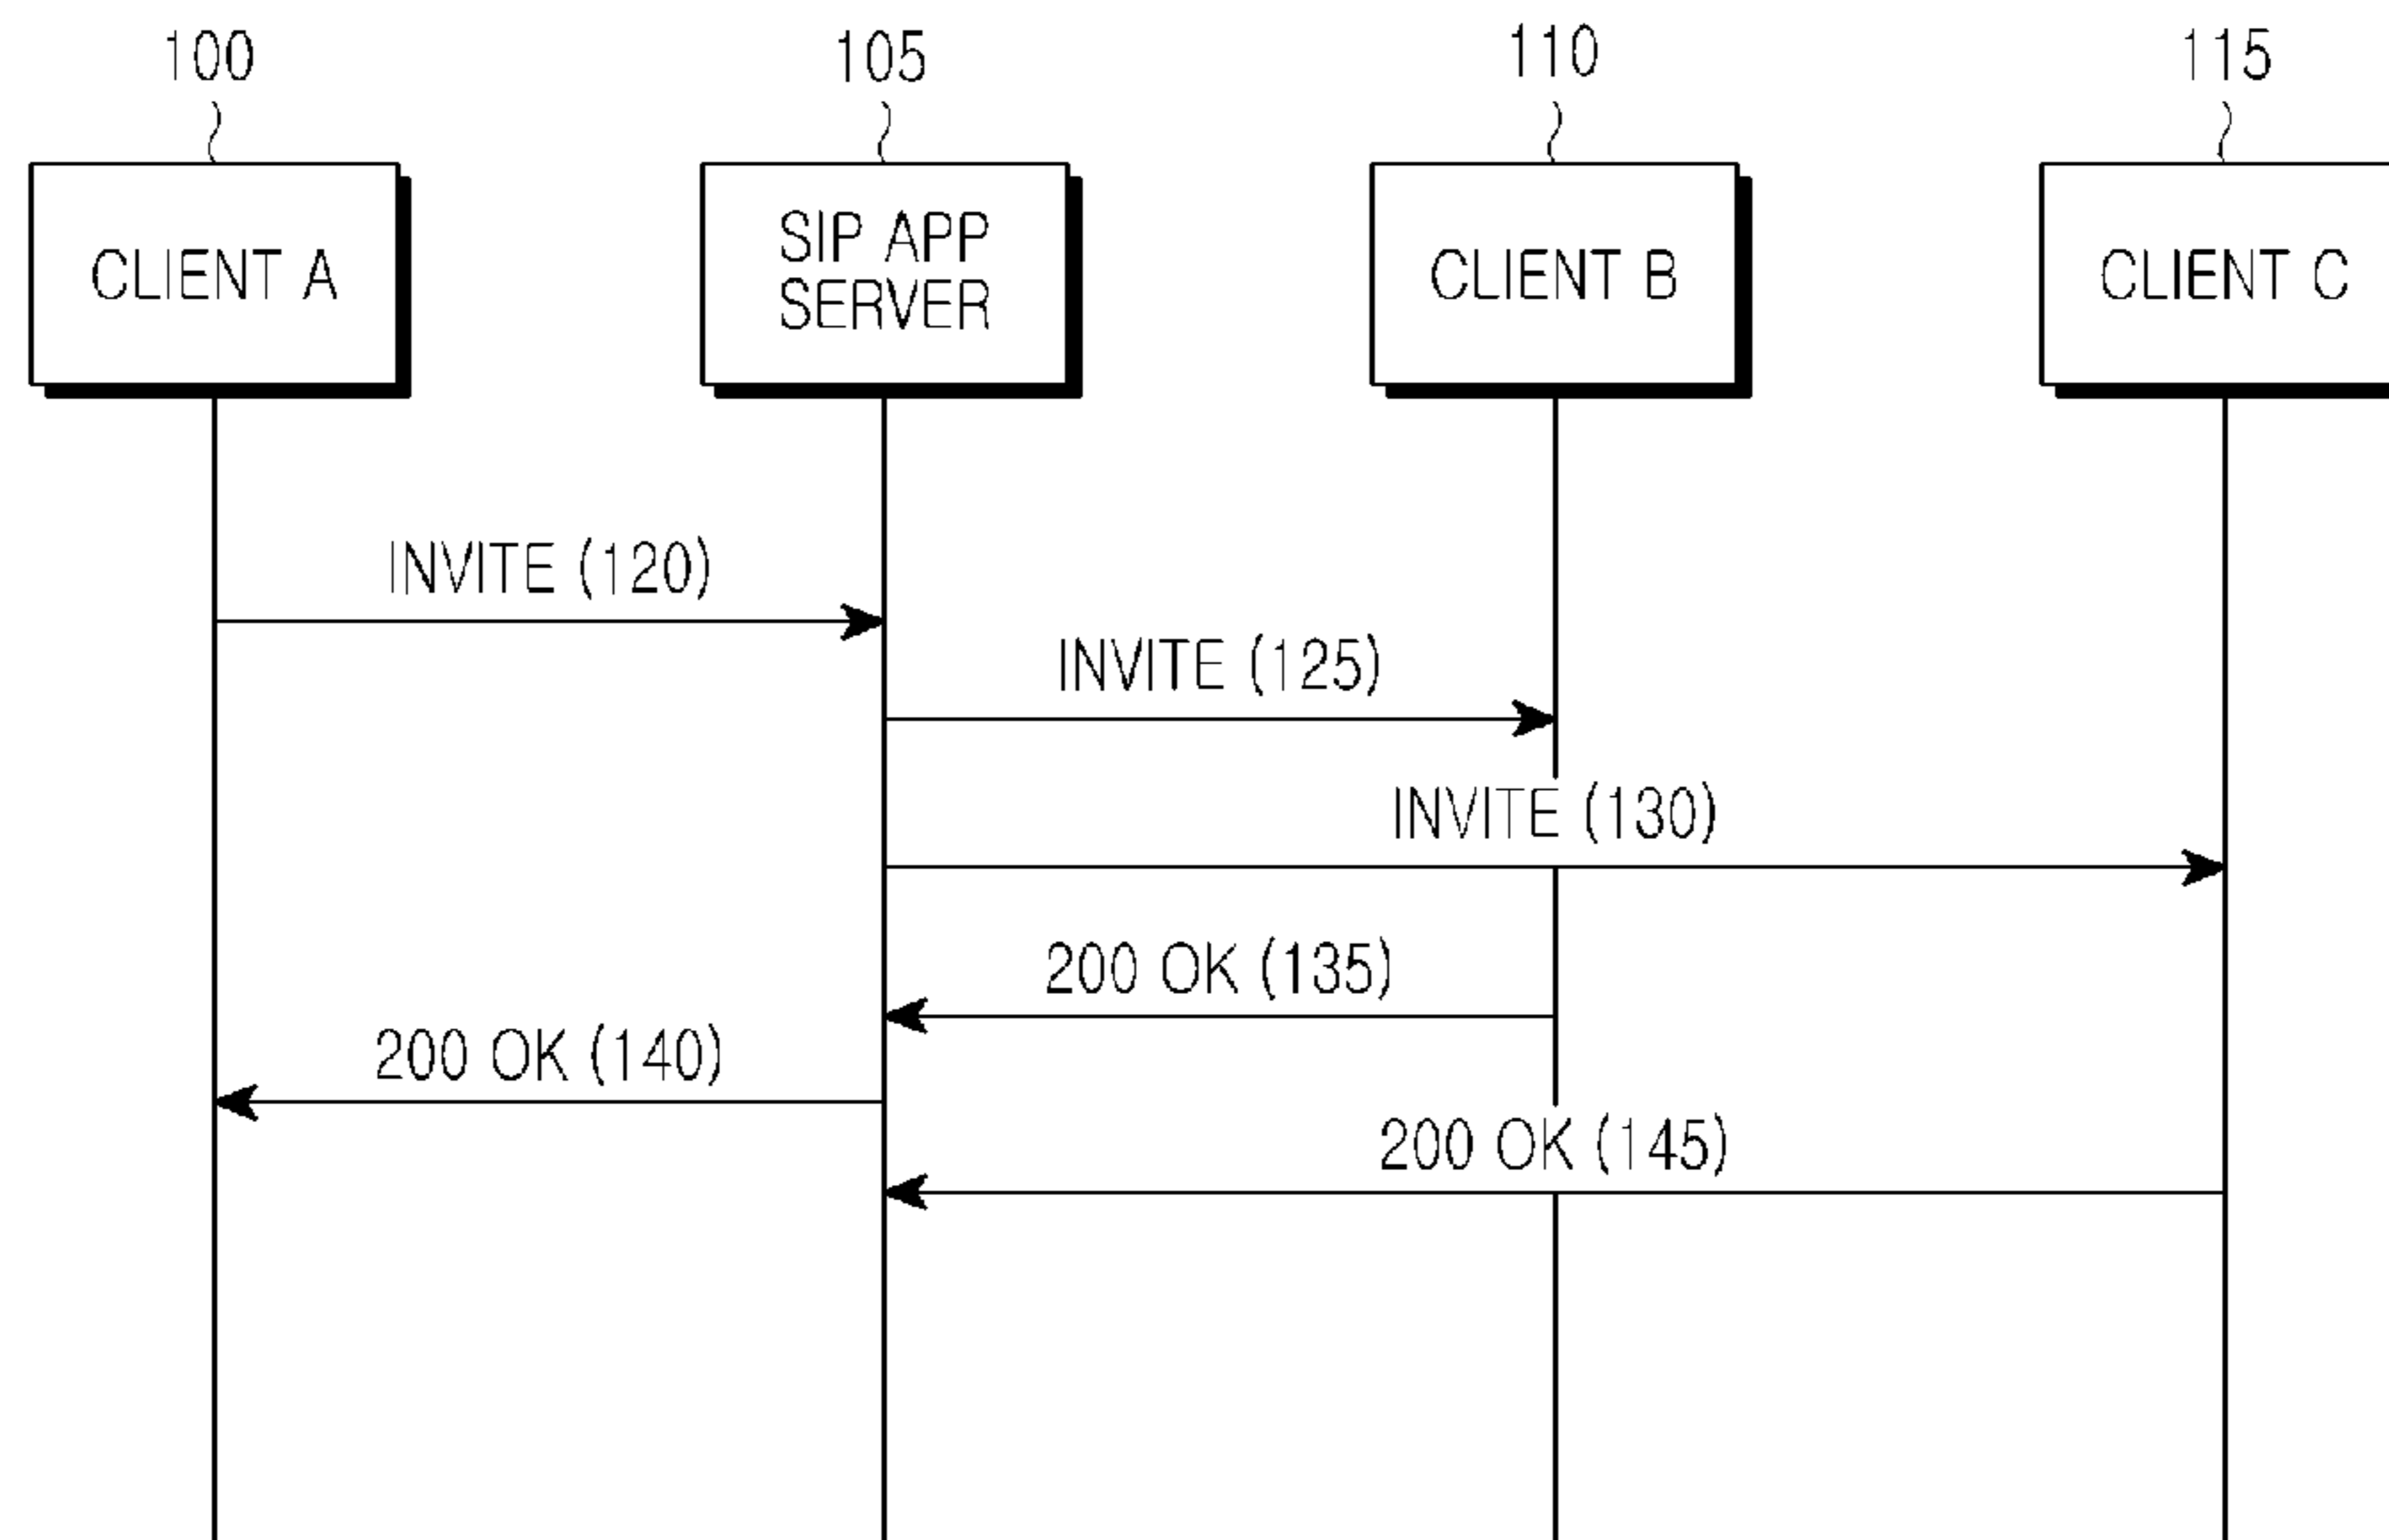 100
105
110
115
CLIENT A
SIP APP
SERVER
CLIENT B
CLIENT C
INVITE (120)
INVITE (125)
INVITE (130)
200 OK (135)
200 OK (140)
200 OK (145)